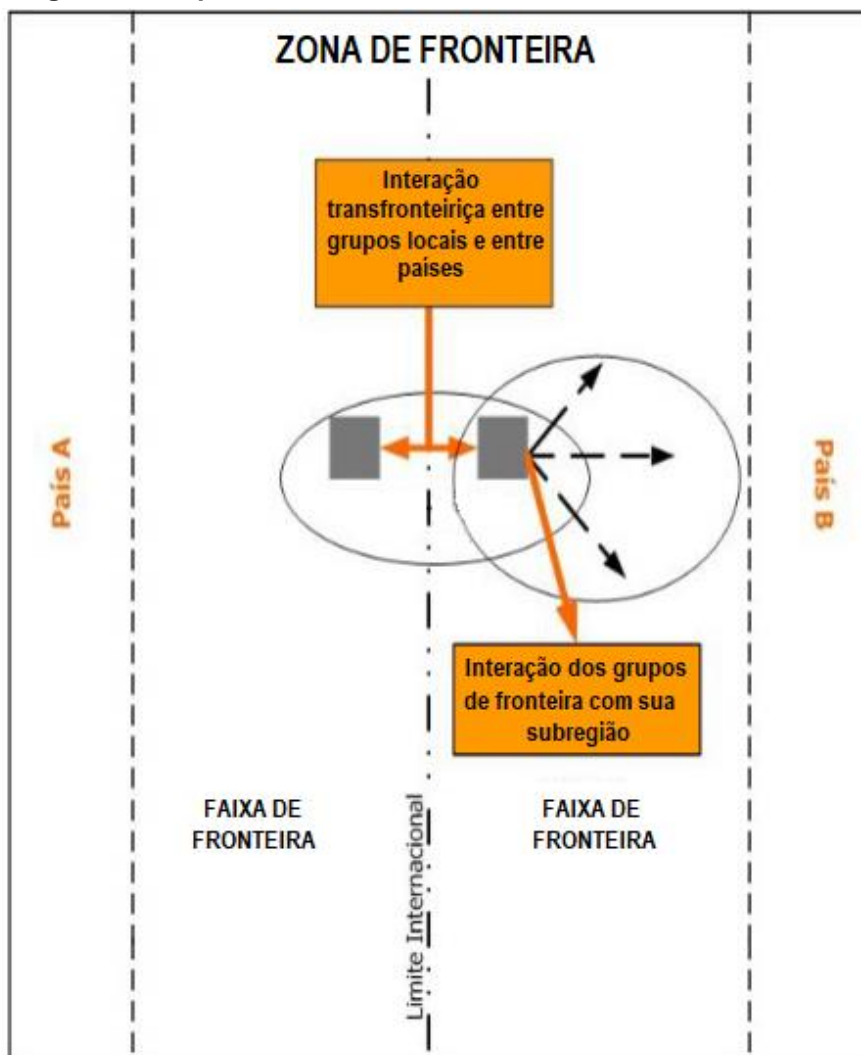 ZONA DE FRONTEIRA
Interação
transfronteiriça entre
grupos locais e entre
países
País A
País B
Interação dos grupos
de fronteira com sua
subregião
FAIXA DE
FRONTEIRA
Limite Internacional
FAIXA DE
FRONTEIRA